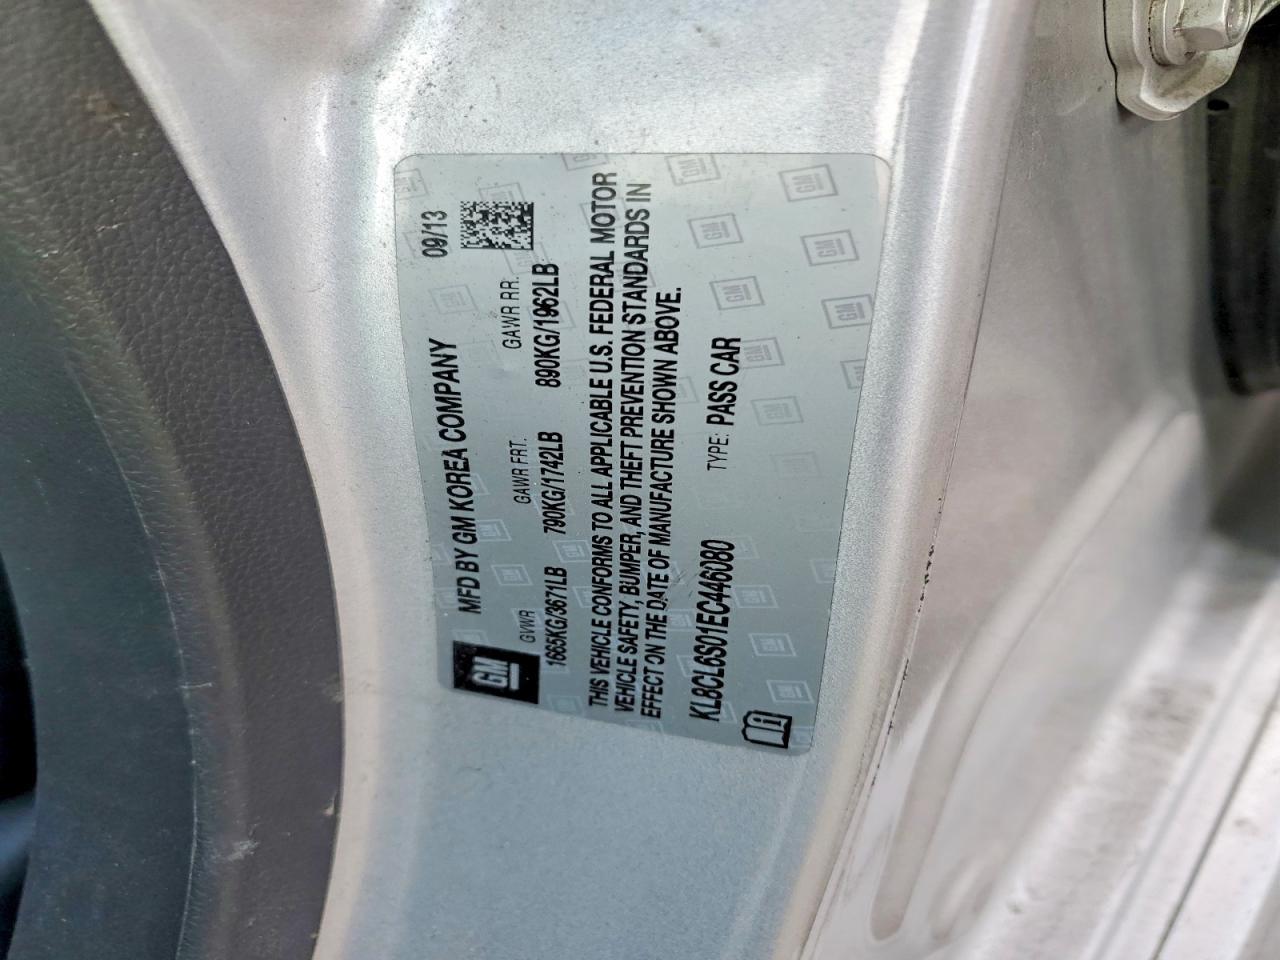 GM
MFD BY GM KOREA COMPANY 09/13
GVWR GAWR FRT. GAWR RR.
1665KG/3671LB 790KG/1742LB 890KG/1962LB
THIS VEHICLE CONFORMS TO ALL APPLICABLE U.S. FEDERAL MOTOR
VEHICLE SAFETY, BUMPER, AND THEFT PREVENTION STANDARDS IN
EFFECT ON THE DATE OF MANUFACTURE SHOWN ABOVE.
KL8CL6S01EC446080 TYPE: PASS CAR